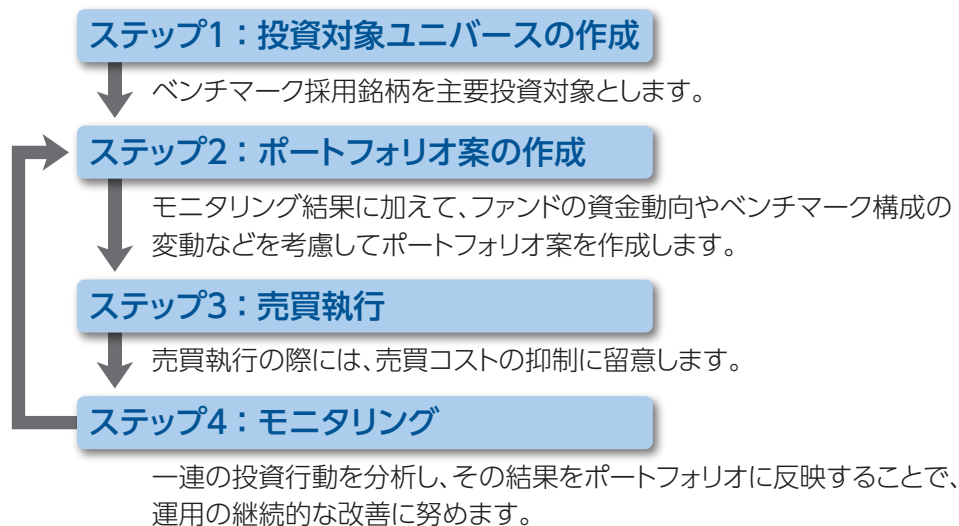 ステップ1：投資対象ユニバースの作成
ベンチマーク採用銘柄を主要投資対象とします。
ステップ2：ポートフォリオ案の作成
モニタリング結果に加えて、ファンドの資金動向やベンチマーク構成の
変動などを考慮してポートフォリオ案を作成します。
ステップ3：売買執行
売買執行の際には、売買コストの抑制に留意します。
ステップ4：モニタリング
一連の投資行動を分析し、その結果をポートフォリオに反映することで、
運用の継続的な改善に努めます。